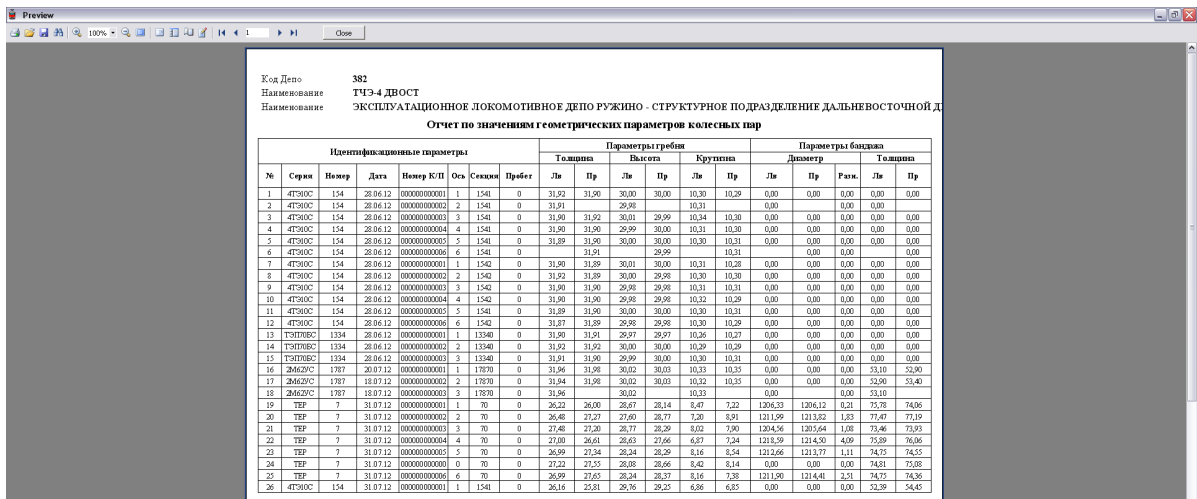 Preview
100%
1
Close
Код Депо 382
Наименование ТЧЭ-4 ДВОСТ
Наименование ЭКСПЛУАТАЦИОННОЕ ЛОКОМОТИВНОЕ ДЕПО РУЖИНО - СТРУКТУРНОЕ ПОДРАЗДЕЛЕНИЕ ДАЛЬНЕВОСТОЧНОЙ Д
Отчет по значениям геометрических параметров колесных пар
Идентификационные параметры Параметры гребня Параметры бандажа
Толщина Высота Крутизна Диаметр Толщина
№ Серия Номер Дата Номер К/П Ось Секция Пробег Лв Пр Лв Пр Лв Пр Лв Пр Разн. Лв Пр
1 4ТЭ10С 154 28.06.12 000000000001 1 1541 0 31,92 31,90 30,00 30,00 10,30 10,29 0,00 0,00 0,00 0,00 0,00
2 4ТЭ10С 154 28.06.12 000000000002 2 1541 0 31,91 29,98 10,31 0,00 0,00 0,00
3 4ТЭ10С 154 28.06.12 000000000003 3 1541 0 31,90 31,92 30,01 29,99 10,34 10,30 0,00 0,00 0,00 0,00 0,00
4 4ТЭ10С 154 28.06.12 000000000004 4 1541 0 31,90 31,90 29,99 30,00 10,31 10,30 0,00 0,00 0,00 0,00 0,00
5 4ТЭ10С 154 28.06.12 000000000005 5 1541 0 31,89 31,90 30,00 30,00 10,30 10,31 0,00 0,00 0,00 0,00 0,00
6 4ТЭ10С 154 28.06.12 000000000006 6 1541 0 31,91 29,99 10,31 0,00 0,00 0,00
7 4ТЭ10С 154 28.06.12 000000000001 1 1542 0 31,90 31,89 30,01 30,00 10,31 10,28 0,00 0,00 0,00 0,00 0,00
8 4ТЭ10С 154 28.06.12 000000000002 2 1542 0 31,92 31,89 30,00 29,98 10,30 10,30 0,00 0,00 0,00 0,00 0,00
9 4ТЭ10С 154 28.06.12 000000000003 3 1542 0 31,90 31,90 29,98 29,98 10,31 10,31 0,00 0,00 0,00 0,00 0,00
10 4ТЭ10С 154 28.06.12 000000000004 4 1542 0 31,90 31,90 29,98 29,98 10,32 10,29 0,00 0,00 0,00 0,00 0,00
11 4ТЭ10С 154 28.06.12 000000000005 5 1542 0 31,89 31,90 30,00 30,00 10,30 10,31 0,00 0,00 0,00 0,00 0,00
12 4ТЭ10С 154 28.06.12 000000000006 6 1542 0 31,87 31,89 29,98 29,98 10,30 10,29 0,00 0,00 0,00 0,00 0,00
13 ТЭП70БС 1334 28.06.12 000000000001 1 13340 0 31,90 31,91 29,97 29,97 10,26 10,27 0,00 0,00 0,00 0,00 0,00
14 ТЭП70БС 1334 28.06.12 000000000002 2 13340 0 31,92 31,92 30,00 30,00 10,29 10,29 0,00 0,00 0,00 0,00 0,00
15 ТЭП70БС 1334 28.06.12 000000000003 3 13340 0 31,91 31,90 29,99 30,00 10,30 10,31 0,00 0,00 0,00 0,00 0,00
16 2М62УС 1787 20.07.12 000000000001 1 17870 0 31,96 31,98 30,02 30,03 10,33 10,35 0,00 0,00 0,00 53,10 52,90
17 2М62УС 1787 18.07.12 000000000002 2 17870 0 31,94 31,98 30,02 30,03 10,32 10,35 0,00 0,00 0,00 52,90 53,40
18 2М62УС 1787 18.07.12 000000000003 3 17870 0 31,96 30,02 10,33 0,00 0,00 53,10
19 ТЕР 7 31.07.12 000000000001 1 70 0 26,22 26,00 28,67 28,14 8,47 7,22 1206,33 1206,12 0,21 75,78 74,06
20 ТЕР 7 31.07.12 000000000002 2 70 0 26,48 27,27 27,60 28,77 7,20 8,91 1211,99 1213,82 1,83 77,47 77,19
21 ТЕР 7 31.07.12 000000000003 3 70 0 27,48 27,20 28,77 28,29 8,02 7,90 1204,56 1205,64 1,08 73,46 73,93
22 ТЕР 7 31.07.12 000000000004 4 70 0 27,00 26,61 28,63 27,66 6,87 7,24 1218,59 1214,50 4,09 75,89 76,06
23 ТЕР 7 31.07.12 000000000005 5 70 0 26,99 27,34 28,24 28,29 8,16 8,54 1212,66 1213,77 1,11 74,75 74,55
24 ТЕР 7 31.07.12 000000000000 0 70 0 27,22 27,55 28,08 28,66 8,42 8,14 0,00 0,00 0,00 74,81 75,08
25 ТЕР 7 31.07.12 000000000006 6 70 0 26,99 27,65 28,24 28,37 8,16 7,38 1211,90 1214,41 2,51 74,75 74,36
26 4ТЭ10С 154 31.07.12 000000000001 1 1541 0 26,16 25,81 29,76 29,25 6,86 6,85 0,00 0,00 0,00 52,39 54,45